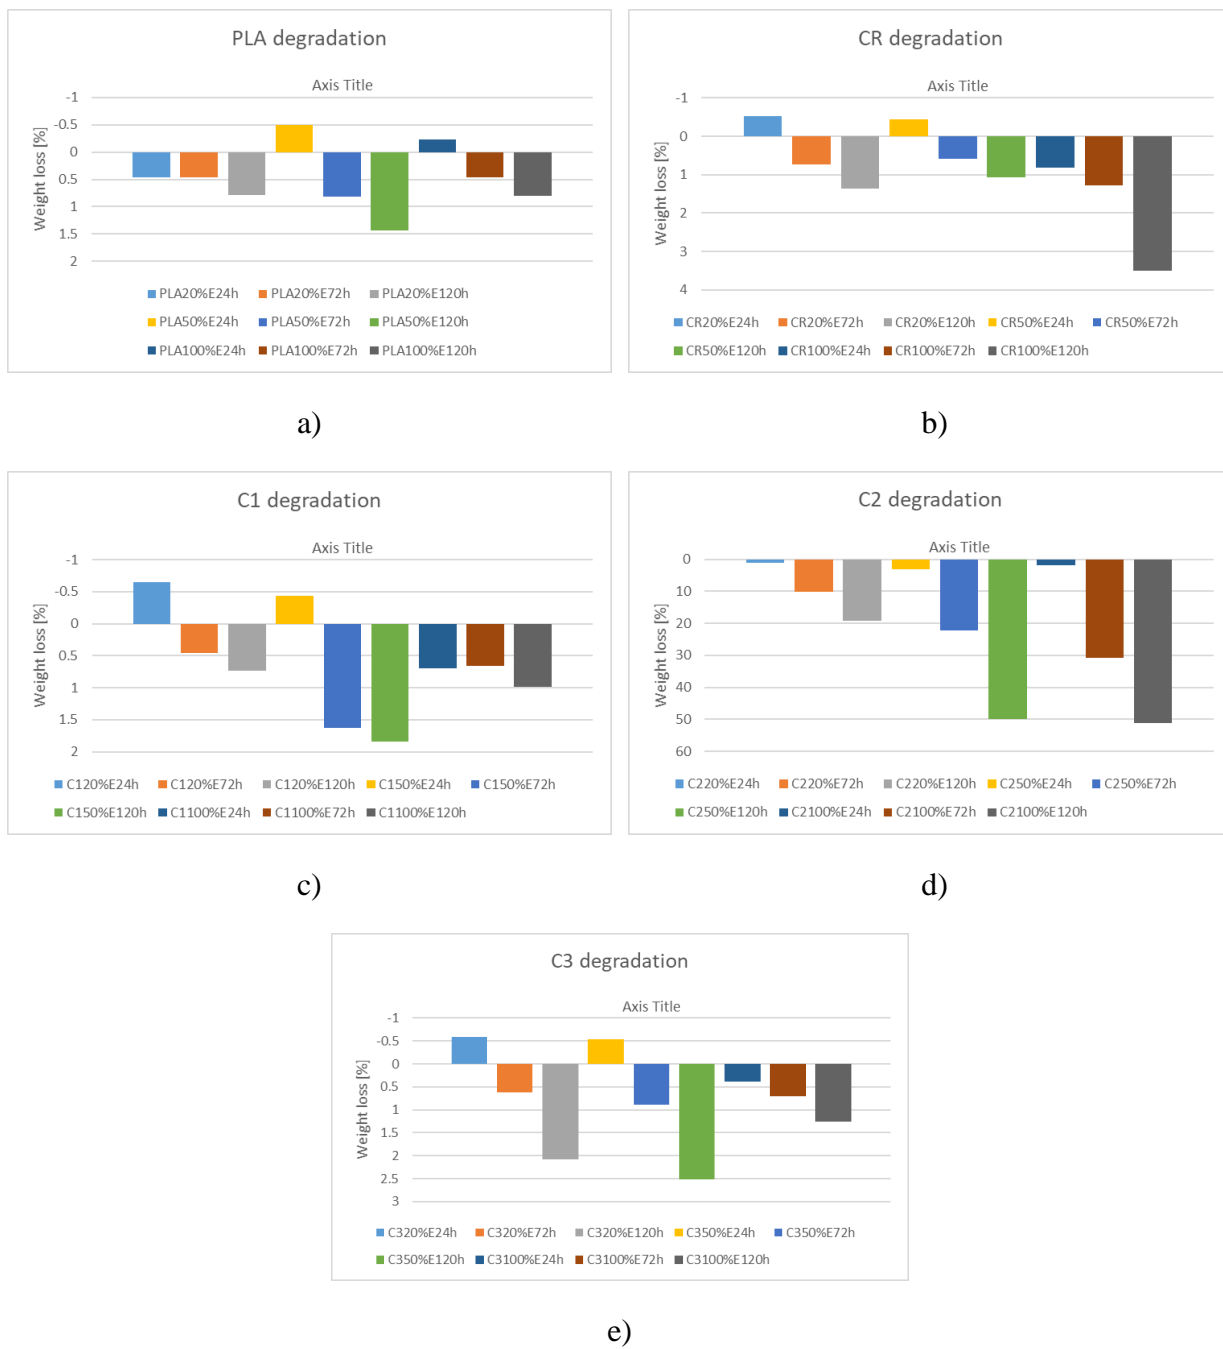 PLA degradation
Axis Title
Weight loss [%]
-1
-0.5
0
0.5
1
1.5
2
PLA20%E24h PLA20%E72h PLA20%E120h
PLA50%E24h PLA50%E72h PLA50%E120h
PLA100%E24h PLA100%E72h PLA100%E120h
a)
CR degradation
Axis Title
Weight loss [%]
-1
0
1
2
3
4
CR20%E24h CR20%E72h CR20%E120h CR50%E24h CR50%E72h
CR50%E120h CR100%E24h CR100%E72h CR100%E120h
b)
C1 degradation
Axis Title
Weight loss [%]
-1
-0.5
0
0.5
1
1.5
2
C120%E24h C120%E72h C120%E120h C150%E24h C150%E72h
C150%E120h C1100%E24h C1100%E72h C1100%E120h
c)
C2 degradation
Axis Title
Weight loss [%]
0
10
20
30
40
50
60
C220%E24h C220%E72h C220%E120h C250%E24h C250%E72h
C250%E120h C2100%E24h C2100%E72h C2100%E120h
d)
C3 degradation
Axis Title
Weight loss [%]
-1
-0.5
0
0.5
1
1.5
2
2.5
3
C320%E24h C320%E72h C320%E120h C350%E24h C350%E72h
C350%E120h C3100%E24h C3100%E72h C3100%E120h
e)